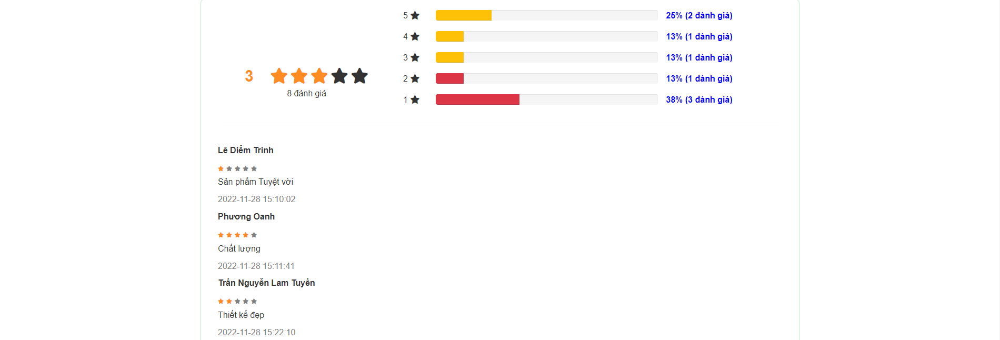 5
25% (2 đánh giá)
4
13% (1 đánh giá)
3
13% (1 đánh giá)
2
13% (1 đánh giá)
1
38% (3 đánh giá)
3
8 đánh giá
Lê Diễm Trinh
Sản phẩm Tuyệt vời
2022-11-28 15:10:02
Phương Oanh
Chất lượng
2022-11-28 15:11:41
Trần Nguyễn Lam Tuyền
Thiết kế đẹp
2022-11-28 15:22:10